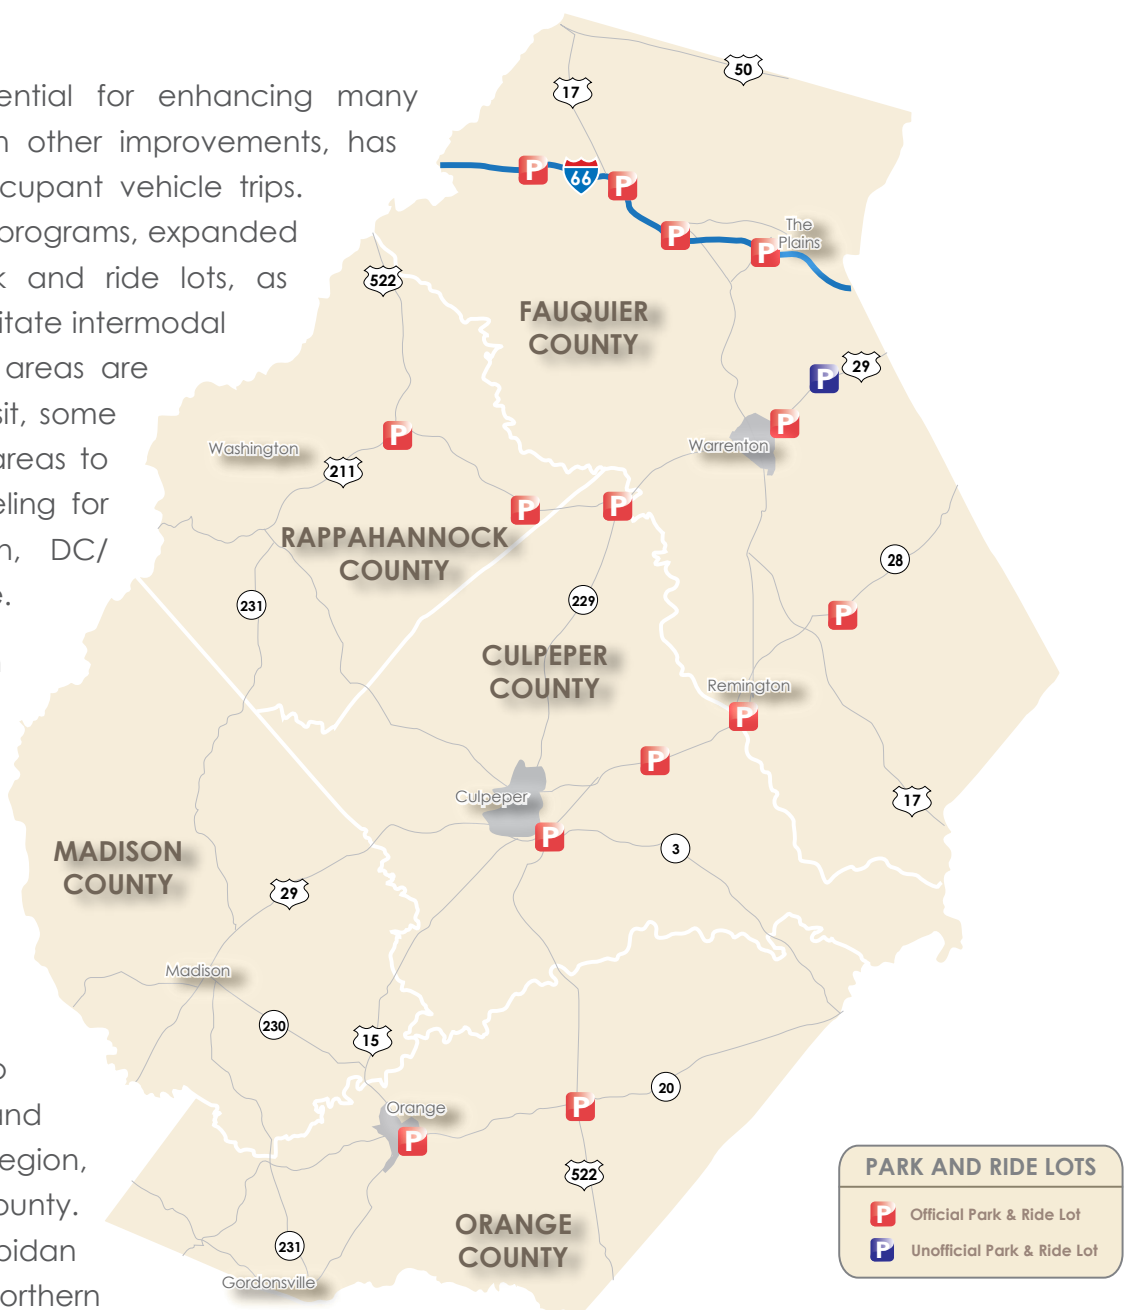 ential for enhancing many
other improvements, has
cupant vehicle trips.
programs, expanded
and ride lots, as
itate intermodal
areas are
sit, some
areas to
eling for
DC/
and
egion,
ounty.
pidan
orthern
50
17
66
The
Plains
522
FAUQUIER
COUNTY
29
P
Washington
Warrenton
211
RAPPAHANNOCK
COUNTY
28
231
229
CULPEPER
COUNTY
Remington
Culpeper
17
MADISON
COUNTY
3
29
Madison
230
15
20
Orange
522
ORANGE
COUNTY
231
Gordonsville
PARK AND RIDE LOTS
P Official Park & Ride Lot
P Unofficial Park & Ride Lot